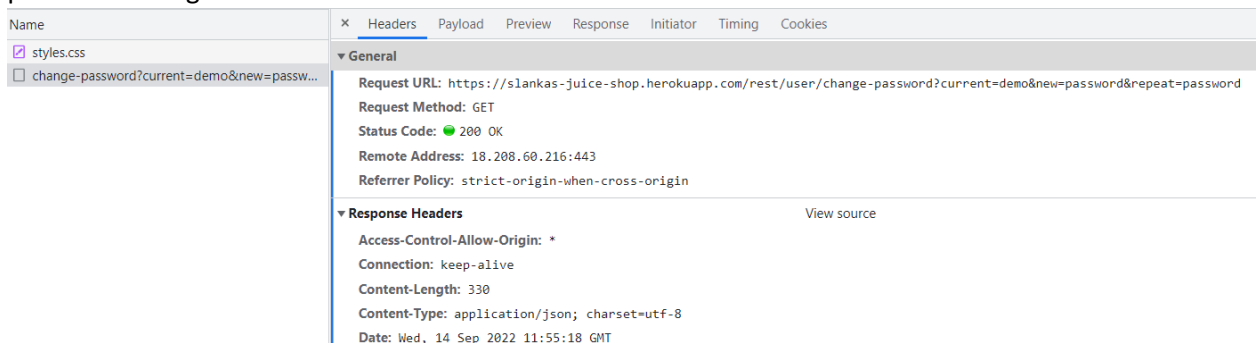 Name
× Headers Payload Preview Response Initiator Timing Cookies
styles.css
change-password?current=demo&new=passw...
▼ General
Request URL: https://slankas-juice-shop.herokuapp.com/rest/user/change-password?current=demo&new=password&repeat=password
Request Method: GET
Status Code: 200 OK
Remote Address: 18.208.60.216:443
Referrer Policy: strict-origin-when-cross-origin
▼ Response Headers View source
Access-Control-Allow-Origin: *
Connection: keep-alive
Content-Length: 330
Content-Type: application/json; charset=utf-8
Date: Wed, 14 Sep 2022 11:55:18 GMT